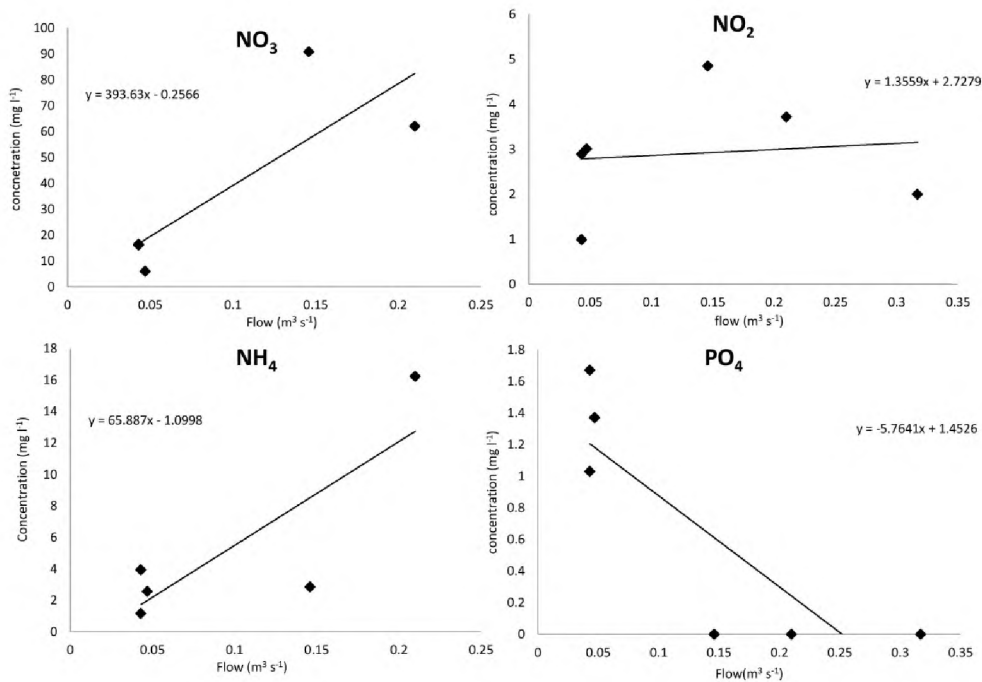 NO₃
y = 393.63x - 0.2566
concnetration (mg l⁻¹)
100
90
80
70
60
50
40
30
20
10
0
0 0.05 0.1 0.15 0.2 0.25
Flow (m³ s⁻¹)
NO₂
y = 1.3559x + 2.7279
concentration (mg l⁻¹)
6
5
4
3
2
1
0
0 0.05 0.1 0.15 0.2 0.25 0.3 0.35
flow (m³ s⁻¹)
NH₄
y = 65.887x - 1.0998
Concentration (mg l⁻¹)
18
16
14
12
10
8
6
4
2
0
0 0.05 0.1 0.15 0.2 0.25
Flow (m³ s⁻¹)
PO₄
y = -5.7641x + 1.4526
concentration (mg l⁻¹)
1.8
1.6
1.4
1.2
1
0.8
0.6
0.4
0.2
0
0 0.05 0.1 0.15 0.2 0.25 0.3 0.35
Flow(m³ s⁻¹)